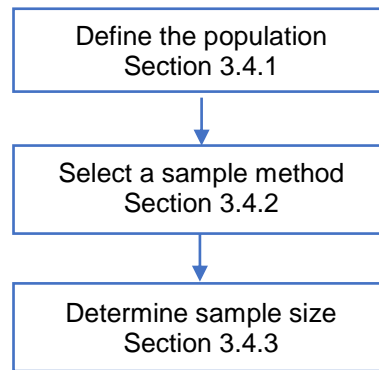 Define the population
Section 3.4.1
Select a sample method
Section 3.4.2
Determine sample size
Section 3.4.3